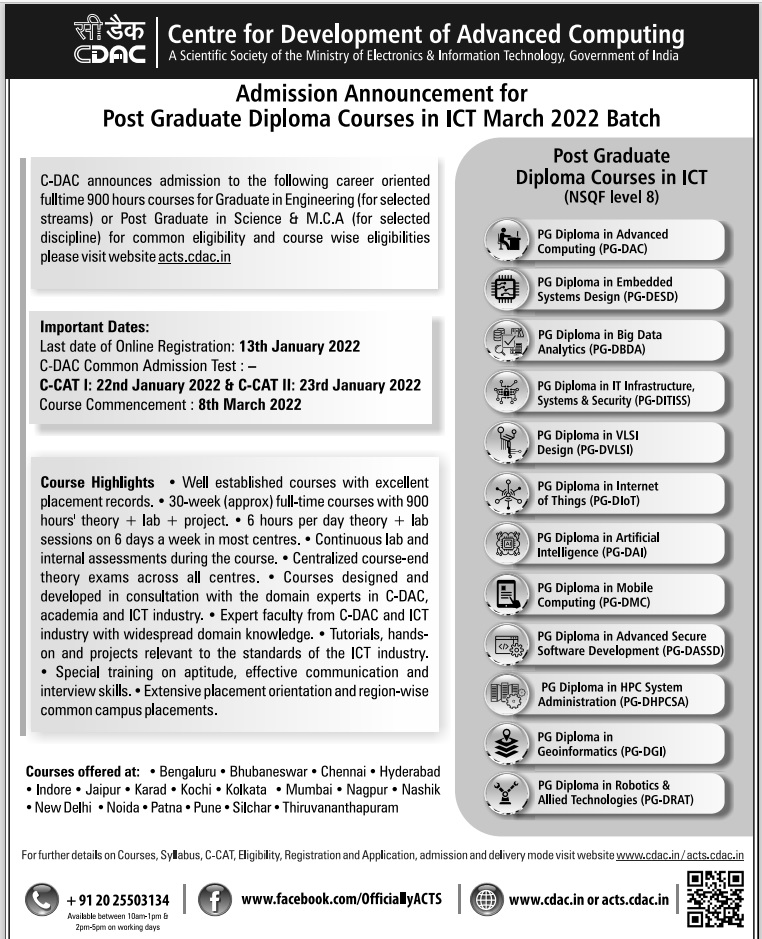 सी डैक
CDAC
Centre for Development of Advanced Computing
A Scientific Society of the Ministry of Electronics & Information Technology, Government of India
Admission Announcement for
Post Graduate Diploma Courses in ICT March 2022 Batch
C-DAC announces admission to the following career oriented
fulltime 900 hours courses for Graduate in Engineering (for selected
streams) or Post Graduate in Science & M.C.A (for selected
discipline) for common eligibility and course wise eligibilities
please visit website acts.cdac.in
Important Dates:
Last date of Online Registration: 13th January 2022
C-DAC Common Admission Test : –
C-CAT I: 22nd January 2022 & C-CAT II: 23rd January 2022
Course Commencement : 8th March 2022
Course Highlights • Well established courses with excellent
placement records. • 30-week (approx) full-time courses with 900
hours' theory + lab + project. • 6 hours per day theory + lab
sessions on 6 days a week in most centres. • Continuous lab and
internal assessments during the course. • Centralized course-end
theory exams across all centres. • Courses designed and
developed in consultation with the domain experts in C-DAC,
academia and ICT industry. • Expert faculty from C-DAC and ICT
industry with widespread domain knowledge. • Tutorials, hands-
on and projects relevant to the standards of the ICT industry.
• Special training on aptitude, effective communication and
interview skills. • Extensive placement orientation and region-wise
common campus placements.
Courses offered at: • Bengaluru • Bhubaneswar • Chennai • Hyderabad
• Indore • Jaipur • Karad • Kochi • Kolkata • Mumbai • Nagpur • Nashik
• New Delhi • Noida • Patna • Pune • Silchar • Thiruvananthapuram
Post Graduate
Diploma Courses in ICT
(NSQF level 8)
PG Diploma in Advanced
Computing (PG-DAC)
PG Diploma in Embedded
Systems Design (PG-DESD)
PG Diploma in Big Data
Analytics (PG-DBDA)
PG Diploma in IT Infrastructure,
Systems & Security (PG-DITISS)
PG Diploma in VLSI
Design (PG-DVLSI)
PG Diploma in Internet
of Things (PG-DIoT)
AI
PG Diploma in Artificial
Intelligence (PG-DAI)
PG Diploma in Mobile
Computing (PG-DMC)
</>
PG Diploma in Advanced Secure
Software Development (PG-DASSD)
PG Diploma in HPC System
Administration (PG-DHPCSA)
PG Diploma in
Geoinformatics (PG-DGI)
PG Diploma in Robotics &
Allied Technologies (PG-DRAT)
For further details on Courses, Syllabus, C-CAT, Eligibility, Registration and Application, admission and delivery mode visit website www.cdac.in / acts.cdac.in
+ 91 20 25503134
Available between 10am-1pm &
2pm-5pm on working days
f
www.facebook.com/OfficiallyACTS
www.cdac.in or acts.cdac.in